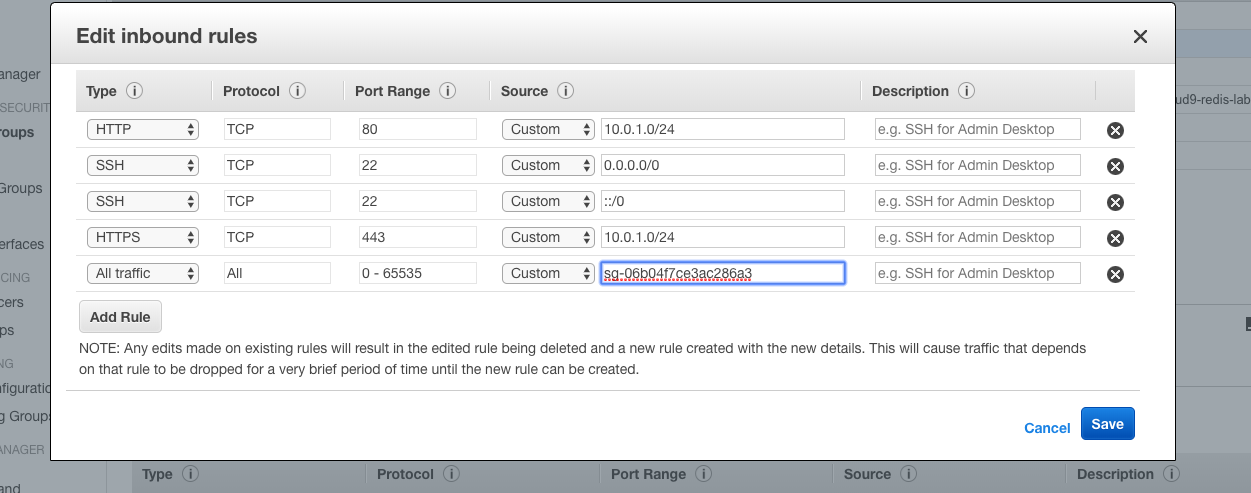 Edit inbound rules
anager
SECURIT
oups
Groups
erfaces
CING
cers
ps
NG
nfiguratio
g Groups
ANAGER
and
ud9-redis-lab
Type Protocol Port Range Source Description
HTTP TCP 80 Custom 10.0.1.0/24 e.g. SSH for Admin Desktop
SSH TCP 22 Custom 0.0.0.0/0 e.g. SSH for Admin Desktop
SSH TCP 22 Custom ::/0 e.g. SSH for Admin Desktop
HTTPS TCP 443 Custom 10.0.1.0/24 e.g. SSH for Admin Desktop
All traffic All 0 - 65535 Custom sg-06b04f7ce3ac286a3 e.g. SSH for Admin Desktop
Add Rule
NOTE: Any edits made on existing rules will result in the edited rule being deleted and a new rule created with the new details. This will cause traffic that depends
on that rule to be dropped for a very brief period of time until the new rule can be created.
Cancel Save
Type Protocol Port Range Source Description